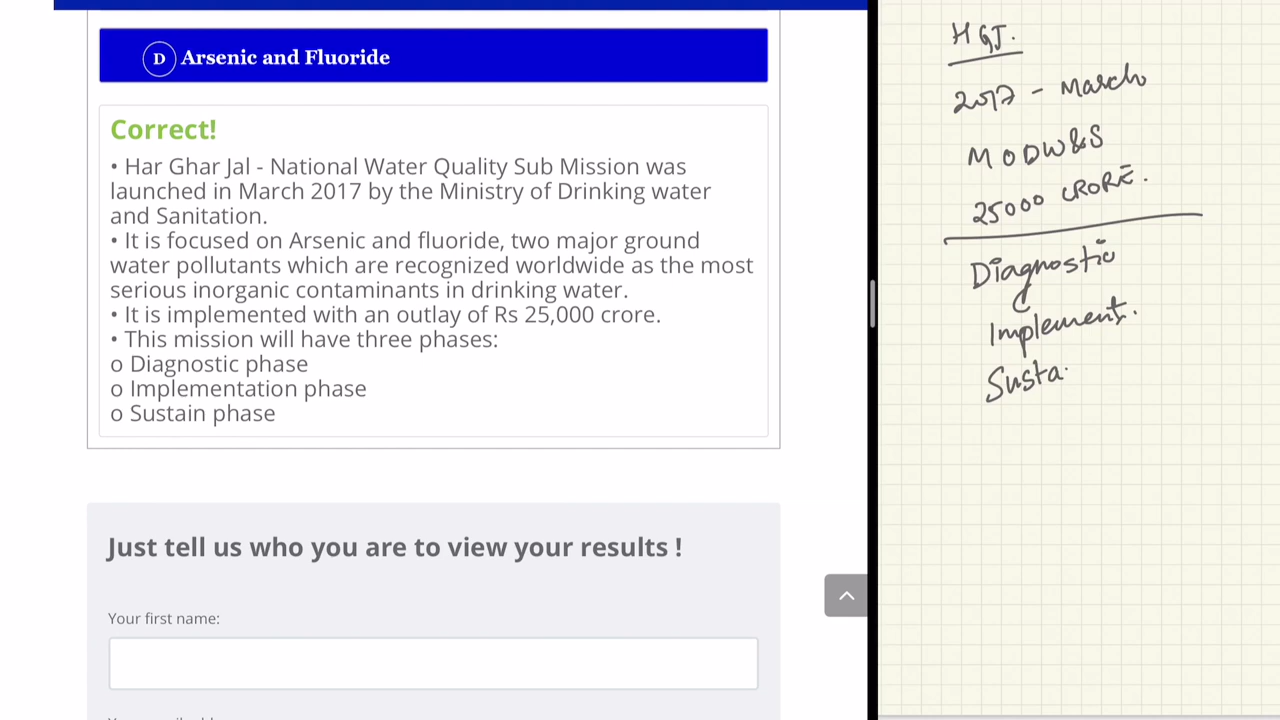 D Arsenic and Fluoride
Correct!
• Har Ghar Jal - National Water Quality Sub Mission was
launched in March 2017 by the Ministry of Drinking water
and Sanitation.
• It is focused on Arsenic and fluoride, two major ground
water pollutants which are recognized worldwide as the most
serious inorganic contaminants in drinking water.
• It is implemented with an outlay of Rs 25,000 crore.
• This mission will have three phases:
o Diagnostic phase
o Implementation phase
o Sustain phase
Just tell us who you are to view your results !
Your first name:
HGJ.
2017 - March
MODW&S
25000 CRORE.
Diagnostic
Implement.
Susta.